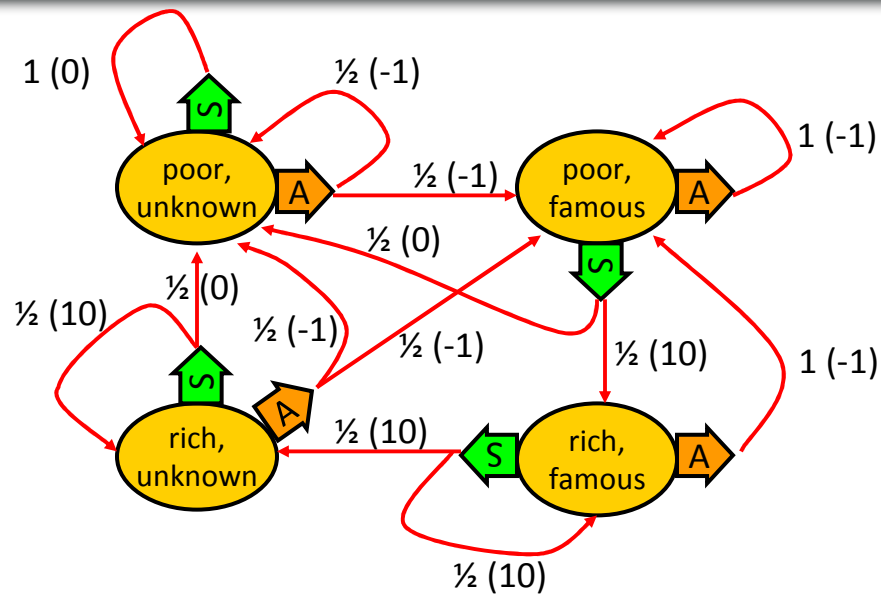 1 (0)
½ (-1)
S
poor,
unknown
A
½ (-1)
poor,
famous
A
1 (-1)
½ (0)
S
½ (0)
½ (10)
½ (-1)
½ (-1)
½ (10)
1 (-1)
S
A
rich,
unknown
½ (10)
S
rich,
famous
A
½ (10)